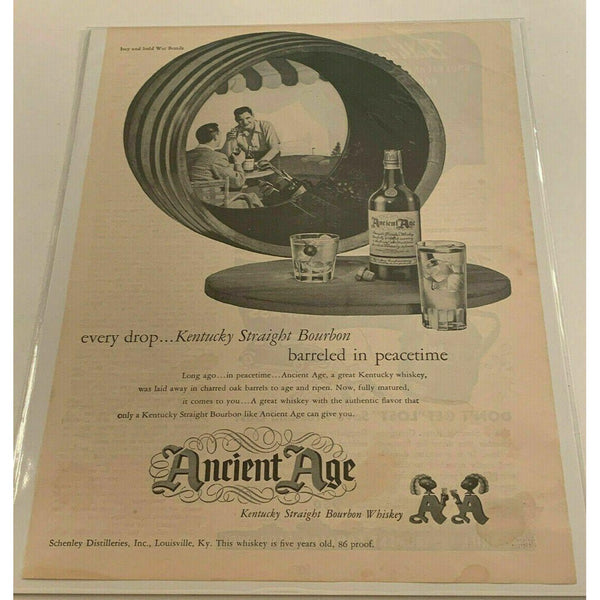 Buy and hold War Bonds
Ancient Age
every drop...Kentucky Straight Bourbon
barreled in peacetime
Long ago...in peacetime...Ancient Age, a great Kentucky whiskey,
was laid away in charred oak barrels to age and ripen. Now, fully matured,
it comes to you...A great whiskey with the authentic flavor that
only a Kentucky Straight Bourbon like Ancient Age can give you.
Ancient Age
Kentucky Straight Bourbon Whiskey
A A
Schenley Distilleries, Inc., Louisville, Ky. This whiskey is five years old, 86 proof.